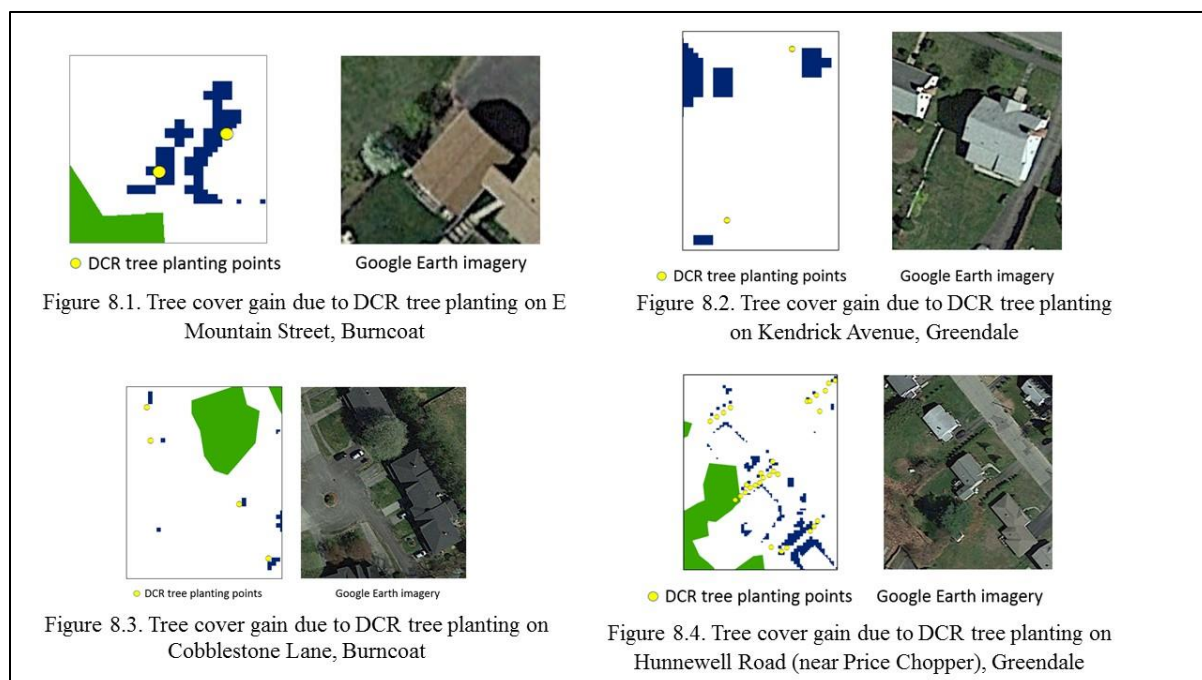 DCR tree planting points
Google Earth imagery
Figure 8.1. Tree cover gain due to DCR tree planting on E
Mountain Street, Burncoat
DCR tree planting points
Google Earth imagery
Figure 8.2. Tree cover gain due to DCR tree planting
on Kendrick Avenue, Greendale
DCR tree planting points
Google Earth imagery
Figure 8.3. Tree cover gain due to DCR tree planting on
Cobblestone Lane, Burncoat
DCR tree planting points
Google Earth imagery
Figure 8.4. Tree cover gain due to DCR tree planting on
Hunnewell Road (near Price Chopper), Greendale